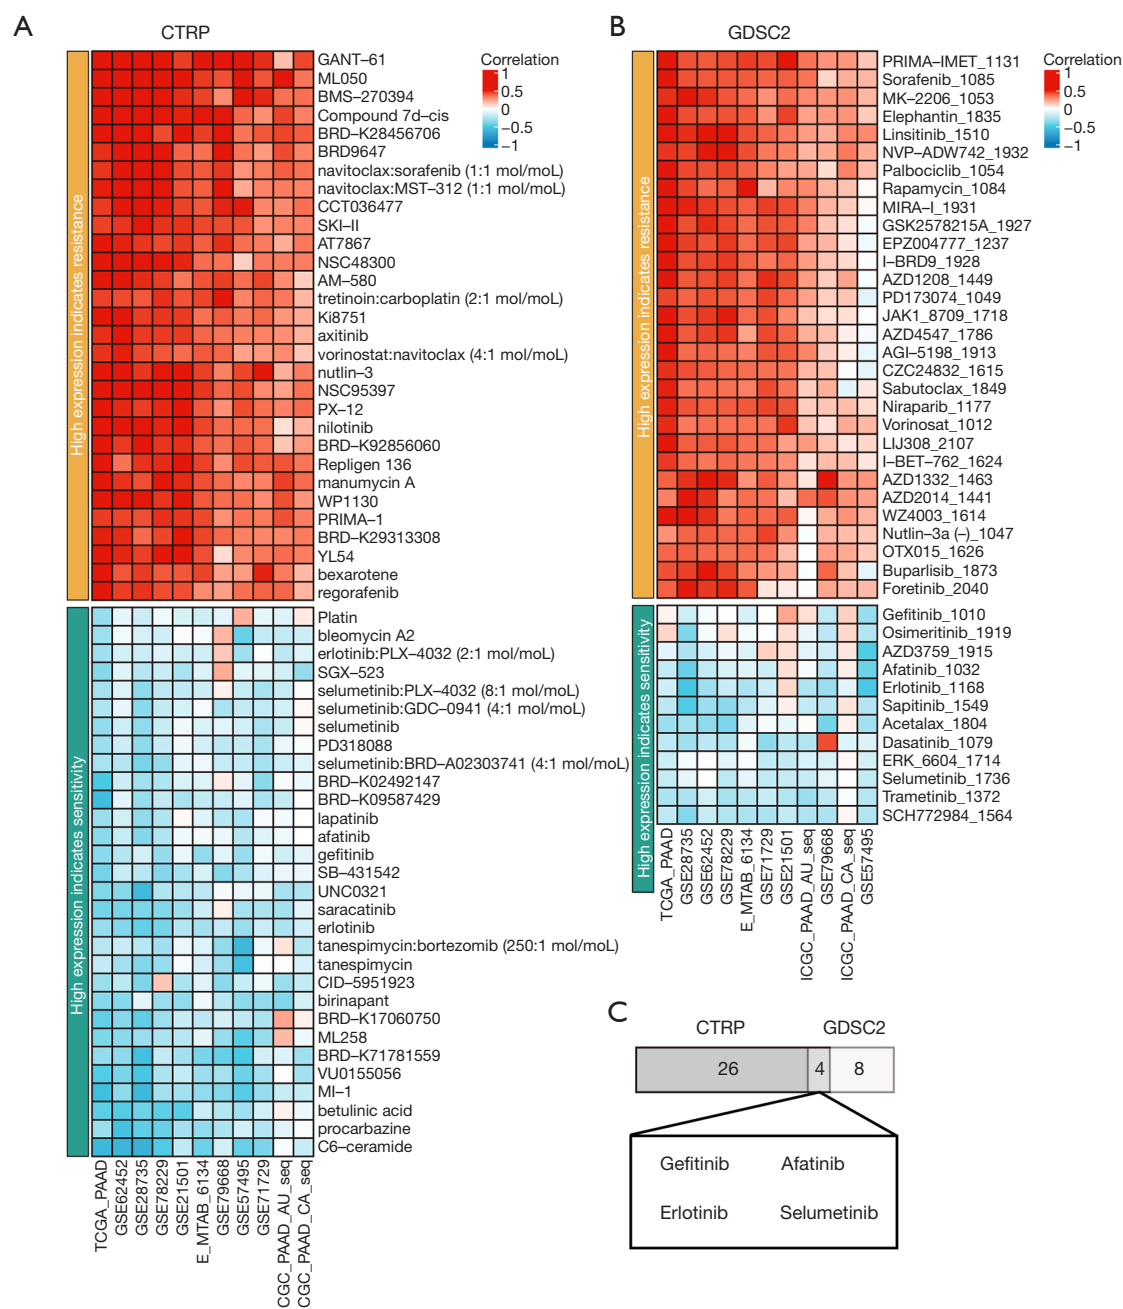 A
CTRP
High expression indicates resistance
GANT–61
ML050
BMS–270394
Compound 7d–cis
BRD–K28456706
BRD9647
navitoclax:sorafenib (1:1 mol/moL)
navitoclax:MST–312 (1:1 mol/moL)
CCT036477
SKI–II
AT7867
NSC48300
AM–580
tretinoin:carboplatin (2:1 mol/moL)
Ki8751
axitinib
vorinostat:navitoclax (4:1 mol/moL)
nutlin–3
NSC95397
PX–12
nilotinib
BRD–K92856060
Repligen 136
manumycin A
WP1130
PRIMA–1
BRD–K29313308
YL54
bexarotene
regorafenib
Correlation
1
0.5
0
–0.5
–1
High expression indicates sensitivity
Platin
bleomycin A2
erlotinib:PLX–4032 (2:1 mol/moL)
SGX–523
selumetinib:PLX–4032 (8:1 mol/moL)
selumetinib:GDC–0941 (4:1 mol/moL)
selumetinib
PD318088
selumetinib:BRD–A02303741 (4:1 mol/moL)
BRD–K02492147
BRD–K09587429
lapatinib
afatinib
gefitinib
SB–431542
UNC0321
saracatinib
erlotinib
tanespimycin:bortezomib (250:1 mol/moL)
tanespimycin
CID–5951923
birinapant
BRD–K17060750
ML258
BRD–K71781559
VU0155056
MI–1
betulinic acid
procarbazine
C6–ceramide
TCGA_PAAD
GSE62452
GSE28735
GSE78229
GSE21501
E_MTAB_6134
GSE79668
GSE57495
GSE71729
CGC_PAAD_AU_seq
CGC_PAAD_CA_seq
B
GDSC2
High expression indicates resistance
PRIMA–IMET_1131
Sorafenib_1085
MK–2206_1053
Elephantin_1835
Linsitinib_1510
NVP–ADW742_1932
Palbociclib_1054
Rapamycin_1084
MIRA–I_1931
GSK2578215A_1927
EPZ004777_1237
I–BRD9_1928
AZD1208_1449
PD173074_1049
JAK1_8709_1718
AZD4547_1786
AGI–5198_1913
CZC24832_1615
Sabutoclax_1849
Niraparib_1177
Vorinosat_1012
LIJ308_2107
I–BET–762_1624
AZD1332_1463
AZD2014_1441
WZ4003_1614
Nutlin–3a (–)_1047
OTX015_1626
Buparlisib_1873
Foretinib_2040
Correlation
1
0.5
0
–0.5
–1
High expression indicates sensitivity
Gefitinib_1010
Osimeritinib_1919
AZD3759_1915
Afatinib_1032
Erlotinib_1168
Sapitinib_1549
Acetalax_1804
Dasatinib_1079
ERK_6604_1714
Selumetinib_1736
Trametinib_1372
SCH772984_1564
TCGA_PAAD
GSE28735
GSE62452
GSE78229
E_MTAB_6134
GSE71729
GSE21501
ICGC_PAAD_AU_seq
GSE79668
ICGC_PAAD_CA_seq
GSE57495
C
CTRP GDSC2
26 4 8
Gefitinib Afatinib
Erlotinib Selumetinib